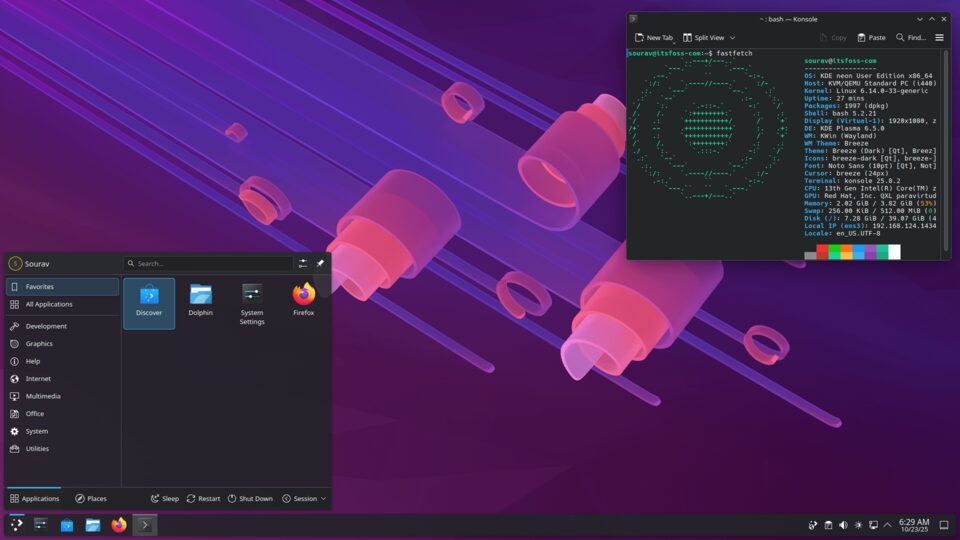 ~ : bash — Konsole
New Tab
Split View
Copy
Paste
Find...
sourav@itsfoss-com:~$ fastfetch
sourav@itsfoss-com
------------------
OS: KDE neon User Edition x86_64
Host: KVM/QEMU Standard PC (i440)
Kernel: Linux 6.14.0-33-generic
Uptime: 27 mins
Packages: 1997 (dpkg)
Shell: bash 5.2.21
Display (Virtual-1): 1920x1080, z
DE: KDE Plasma 6.5.0
WM: KWin (Wayland)
WM Theme: Breeze
Theme: Breeze (Dark) [Qt], Breez]
Icons: breeze-dark [Qt], breeze-]
Font: Noto Sans (10pt) [Qt], Not]
Cursor: breeze (24px)
Terminal: konsole 25.8.2
CPU: 13th Gen Intel(R) Core(TM) z
GPU: Red Hat, Inc. QXL paravirtud
Memory: 2.02 GiB / 3.82 GiB (53%)
Swap: 256.00 KiB / 512.00 MiB (0)
Disk (/): 7.28 GiB / 39.07 GiB (4
Local IP (ens3): 192.168.124.1434
Locale: en_US.UTF-8
S
Sourav
Search...
Favorites
All Applications
Development
Graphics
Help
Internet
Multimedia
Office
System
Utilities
Discover
Dolphin
System
Settings
Firefox
Applications
Places
Sleep
Restart
Shut Down
Session
6:29 AM
10/23/25